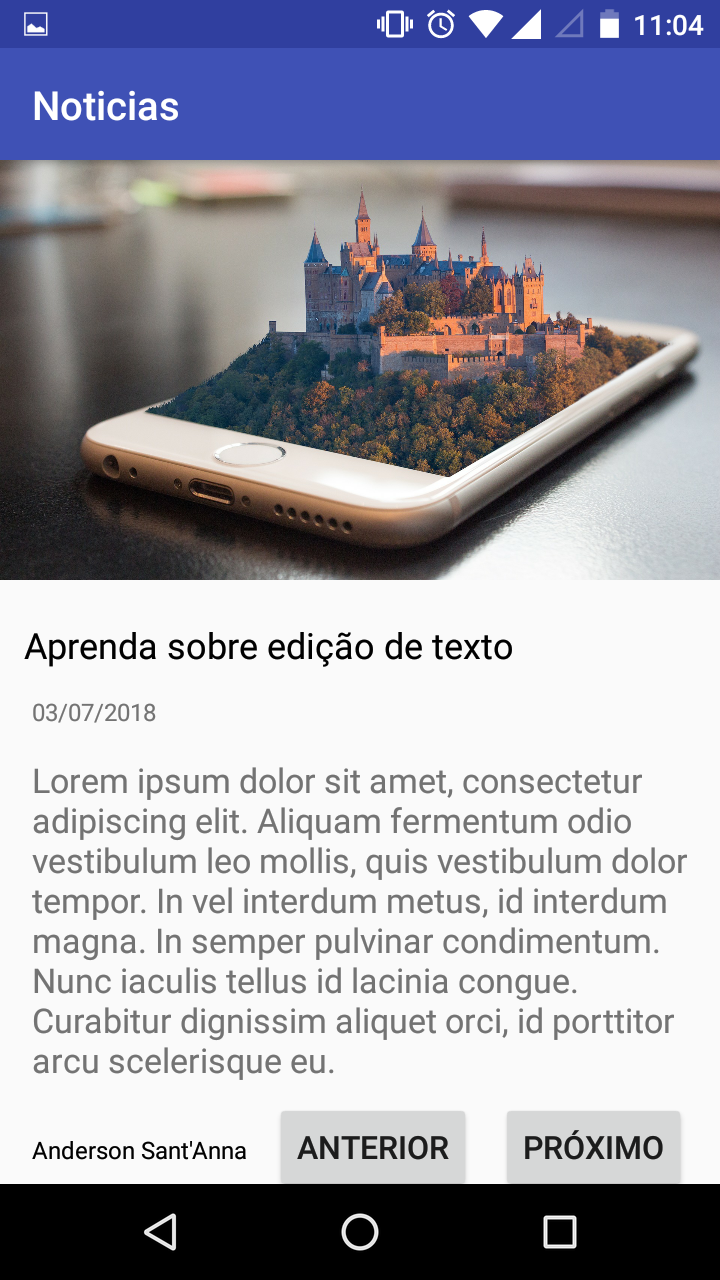 11:04
Noticias
Aprenda sobre edição de texto
03/07/2018
Lorem ipsum dolor sit amet, consectetur
adipiscing elit. Aliquam fermentum odio
vestibulum leo mollis, quis vestibulum dolor
tempor. In vel interdum metus, id interdum
magna. In semper pulvinar condimentum.
Nunc iaculis tellus id lacinia congue.
Curabitur dignissim aliquet orci, id porttitor
arcu scelerisque eu.
Anderson Sant'Anna ANTERIOR PRÓXIMO